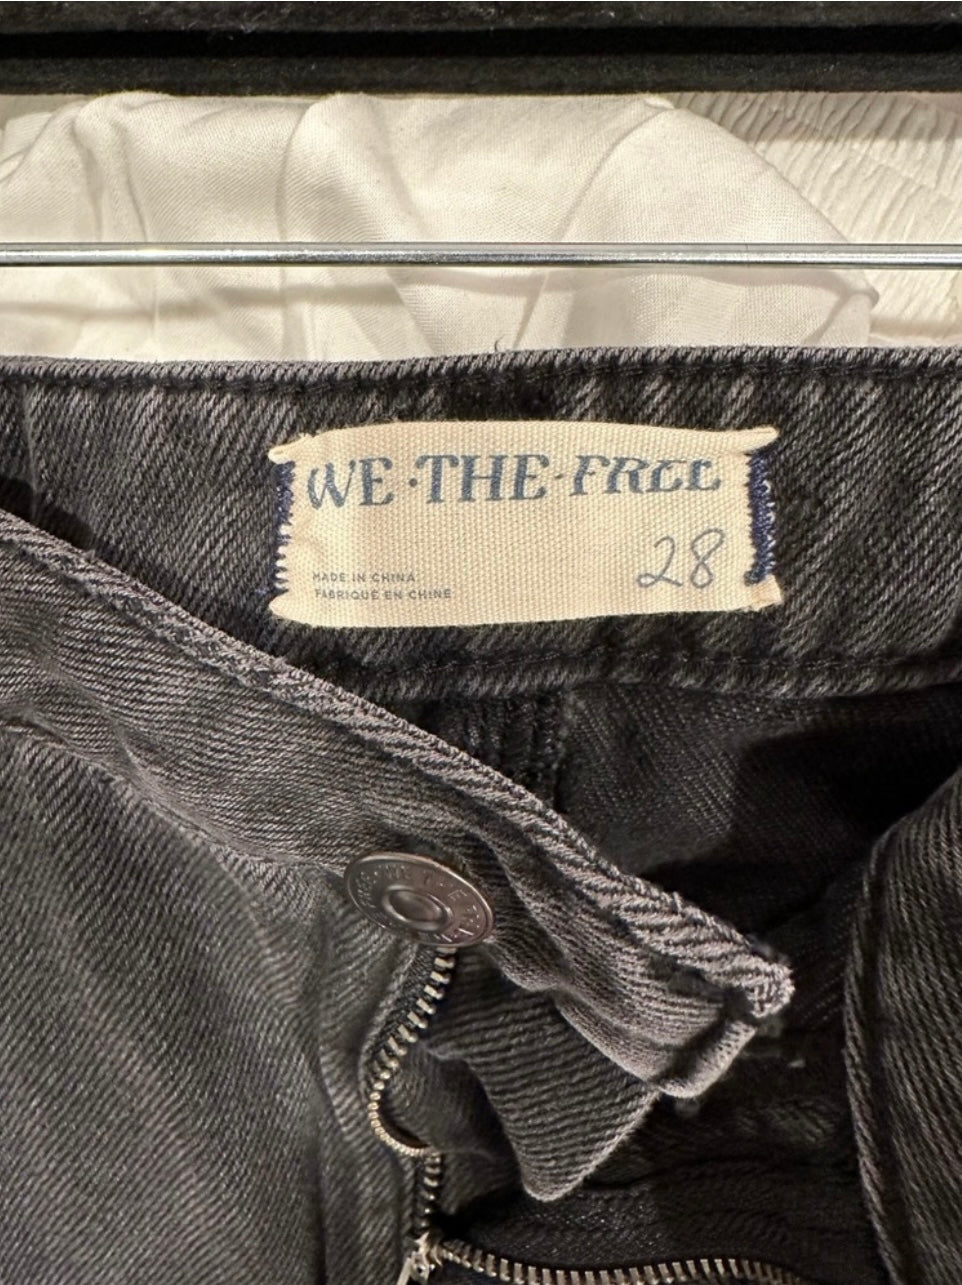 WE·THE·FREE
28
MADE IN CHINA
FABRIQUÉ EN CHINE